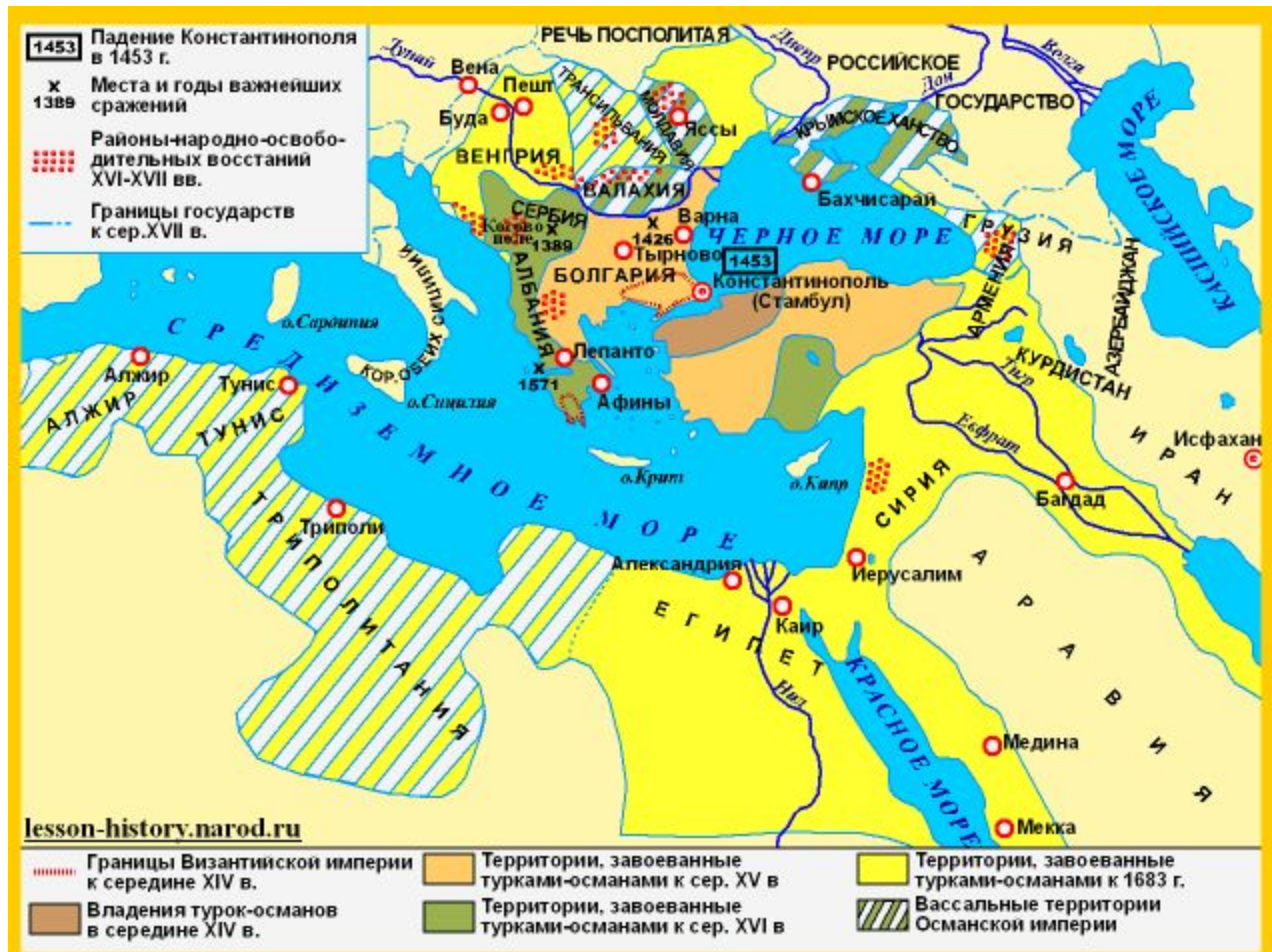 1453
Падение Константинополя
в 1453 г.
x
1389
Места и годы важнейших
сражений
Районы-народно-освобо-
дительных восстаний
XVI-XVII вв.
Границы государств
к сер.XVII в.
РЕЧЬ ПОСПОЛИТАЯ
Днепр
РОССИЙСКОЕ
ГОСУДАРСТВО
Дон
Волга
Дунай
Вена
Пешт
Буда
ТРАНСИЛЬВАНИЯ
МОЛДАВИЯ
Яссы
КРЫМСКОЕ ХАНСТВО
ВЕНГРИЯ
ВАЛАХИЯ
Бахчисарай
КАСПИЙСКОЕ МОРЕ
СЕРБИЯ
Косово
поле
x
1389
x
1426
Варна
ЧЕРНОЕ МОРЕ
ГРУЗИЯ
Тырново
1453
БОЛГАРИЯ
Константинополь
(Стамбул)
АРМЕНИЯ
АЗЕРБАЙДЖАН
АЛБАНИЯ
КОР.ОБЕИХ СИЦИЛИЙ
о.Сардиния
СРЕДИЗЕМНОЕ МОРЕ
Лепанто
x
1571
Афины
КУРДИСТАН
Тигр
Алжир
АЛЖИР
Тунис
ТУНИС
о.Сицилия
Евфрат
ИРАН
Исфахан
о.Крит
о.Кипр
СИРИЯ
Багдад
Триполи
ТРИПОЛИТАНИЯ
Александрия
Иерусалим
АРАВИЯ
ЕГИПЕТ
Каир
Нил
КРАСНОЕ МОРЕ
Медина
Мекка
lesson-history.narod.ru
Границы Византийской империи
к середине XIV в.
Владения турок-османов
в середине XIV в.
Территории, завоеванные
турками-османами к сер. XV в
Территории, завоеванные
турками-османами к сер. XVI в
Территории, завоеванные
турками-османами к 1683 г.
Вассальные территории
Османской империи